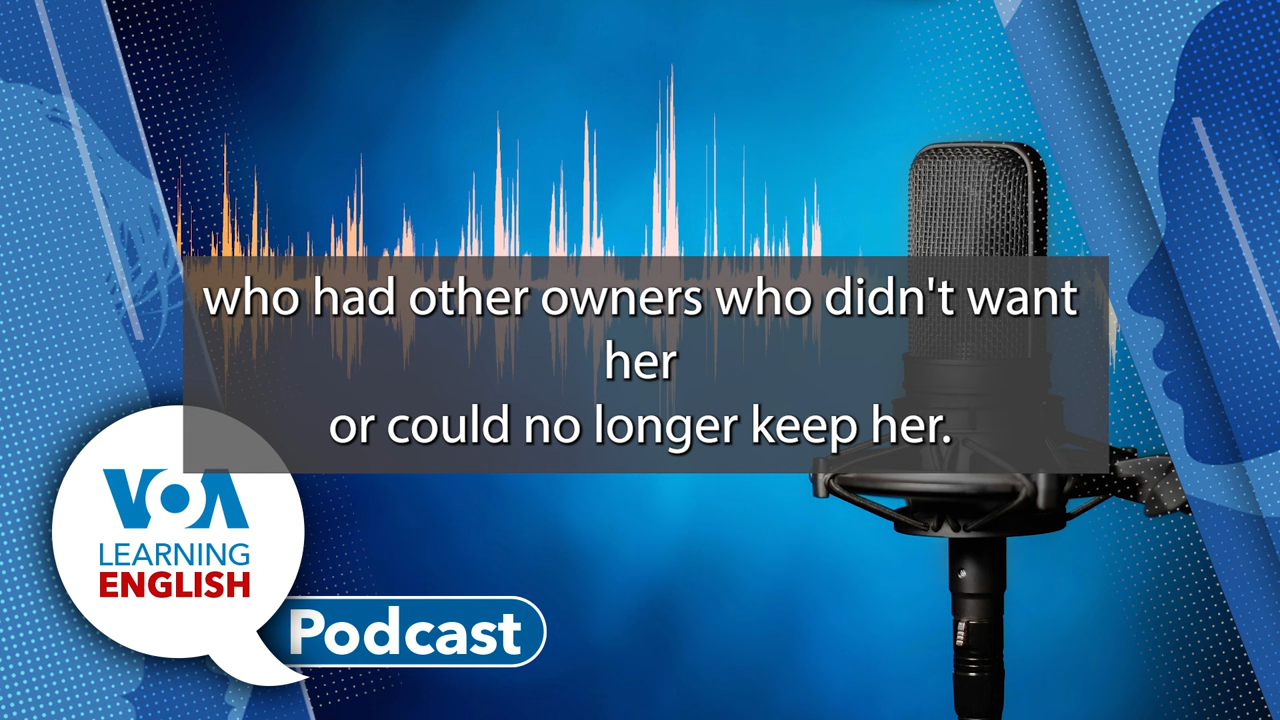 who had other owners who didn't want
her
or could no longer keep her.
VOA
LEARNING
ENGLISH
Podcast